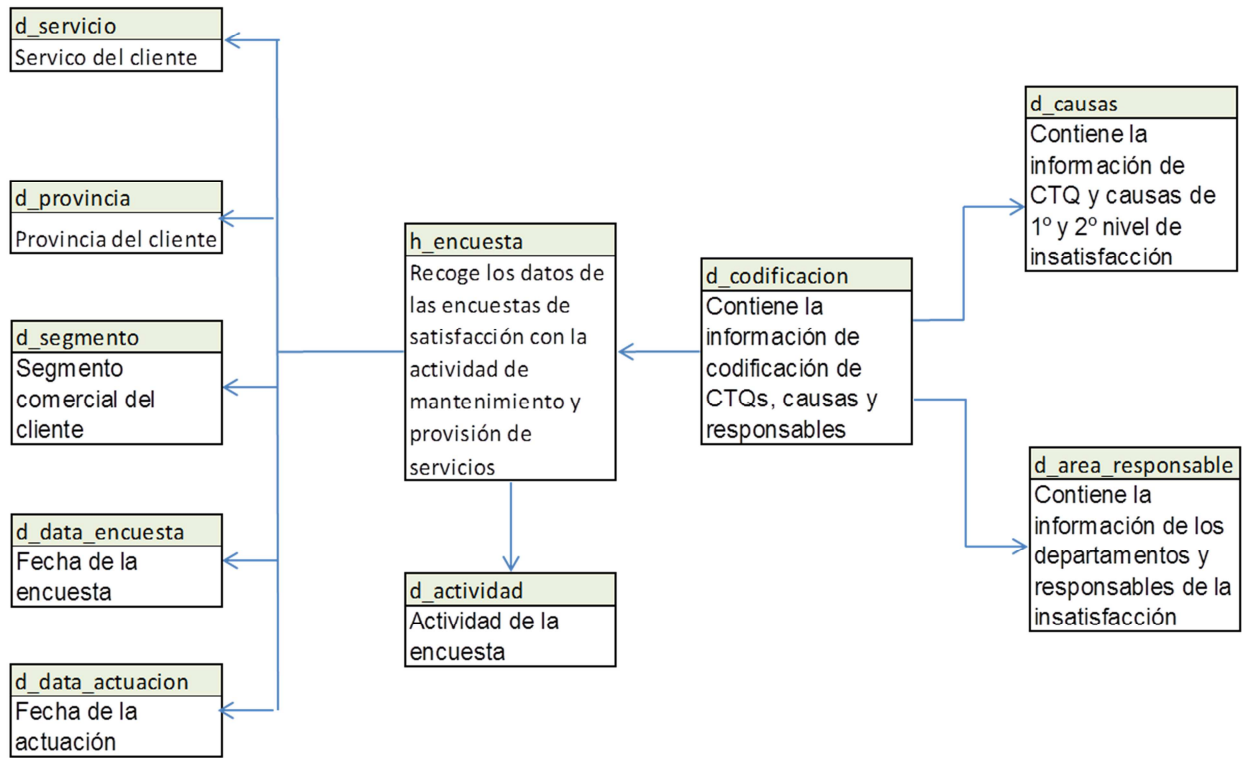 d_servicio
Servico del cliente
d_provincia
Provincia del cliente
d_segmento
Segmento
comercial del
cliente
d_data_encuesta
Fecha de la
encuesta
d_data_actuacion
Fecha de la
actuación
h_encuesta
Recoge los datos de
las encuestas de
satisfacción con la
actividad de
mantenimiento y
provisión de
servicios
d_actividad
Actividad de la
encuesta
d_codificacion
Contiene la
información de
codificación de
CTQs, causas y
responsables
d_causas
Contiene la
información de
CTQ y causas de
1º y 2º nivel de
insatisfacción
d_area_responsable
Contiene la
información de los
departamentos y
responsables de la
insatisfacción